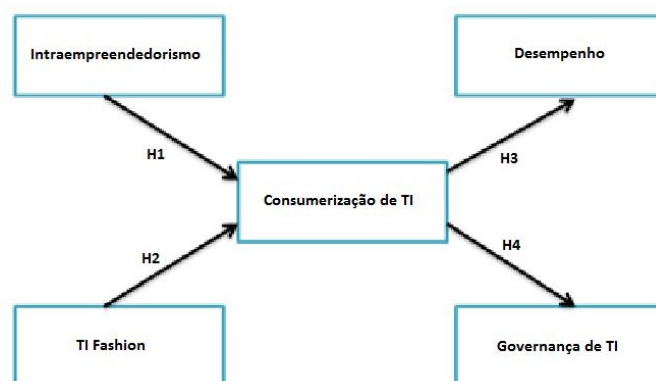 Intraempreendedorismo
Desempenho
H1
H3
Consumerização de TI
H2
H4
TI Fashion
Governança de TI